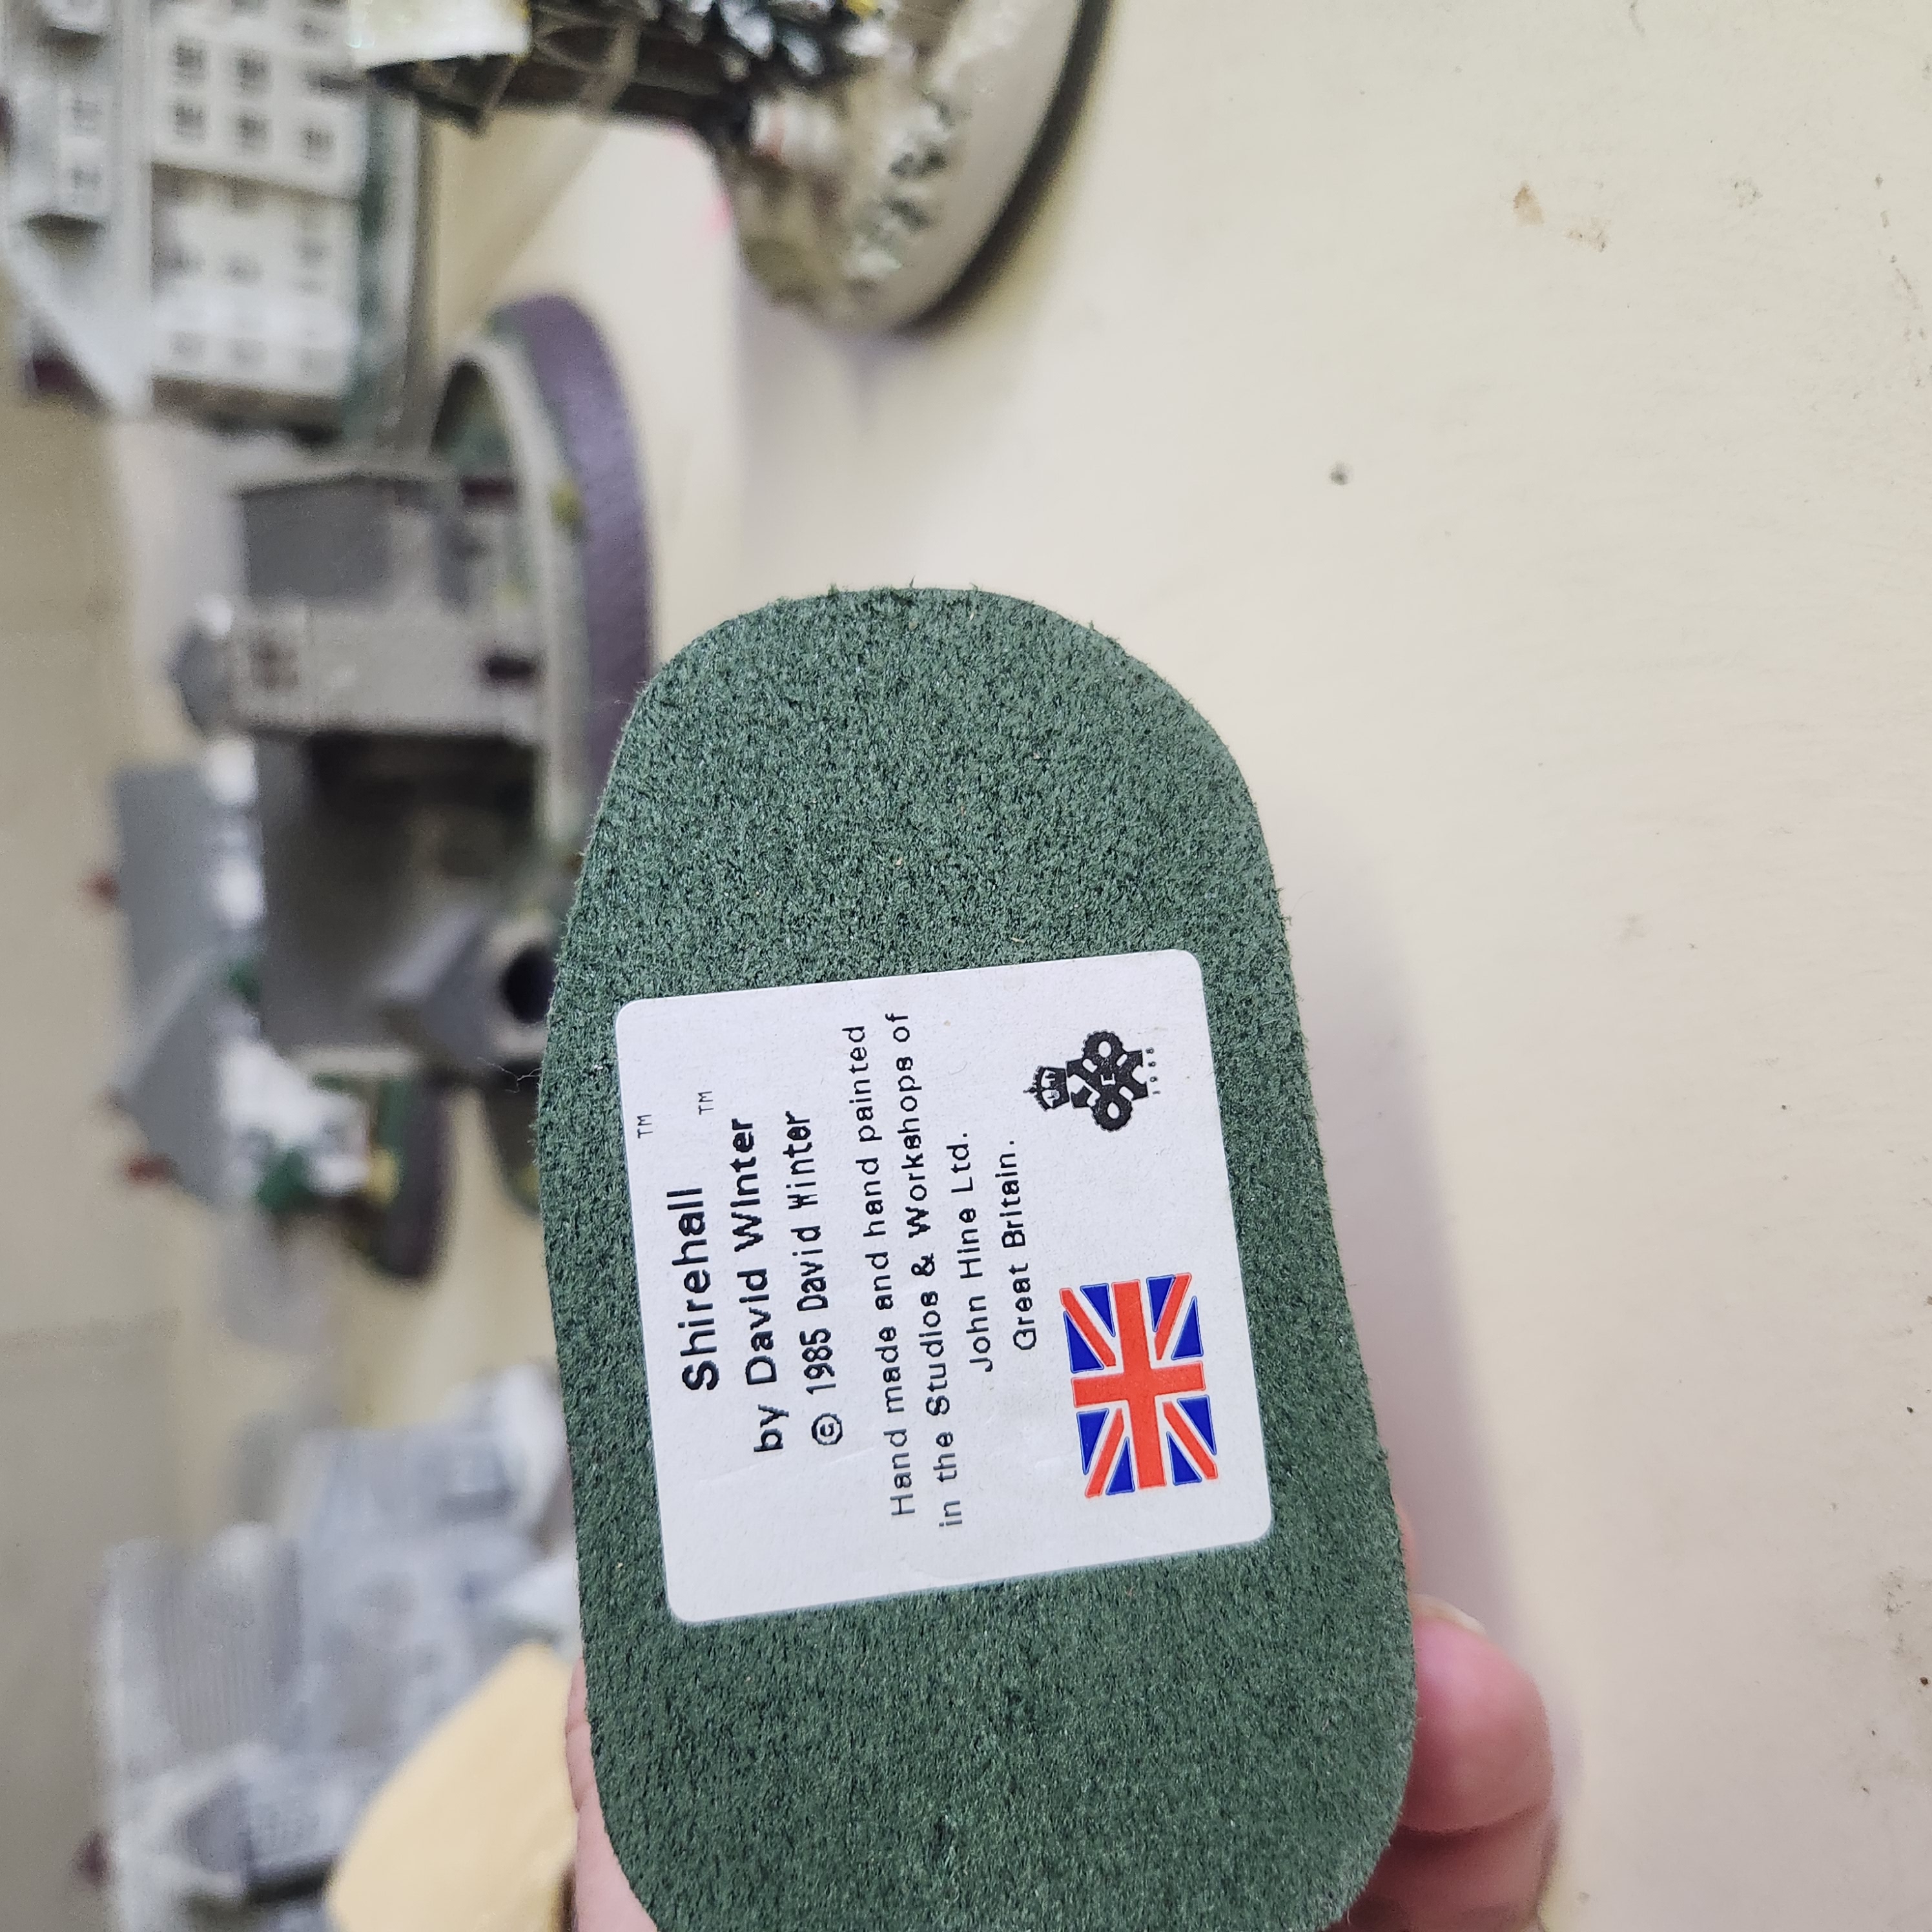 Shirehall ™
by David Winter ™
© 1985 David Winter
Hand made and hand painted
in the Studios & Workshops of
John Hine Ltd.
Great Britain.